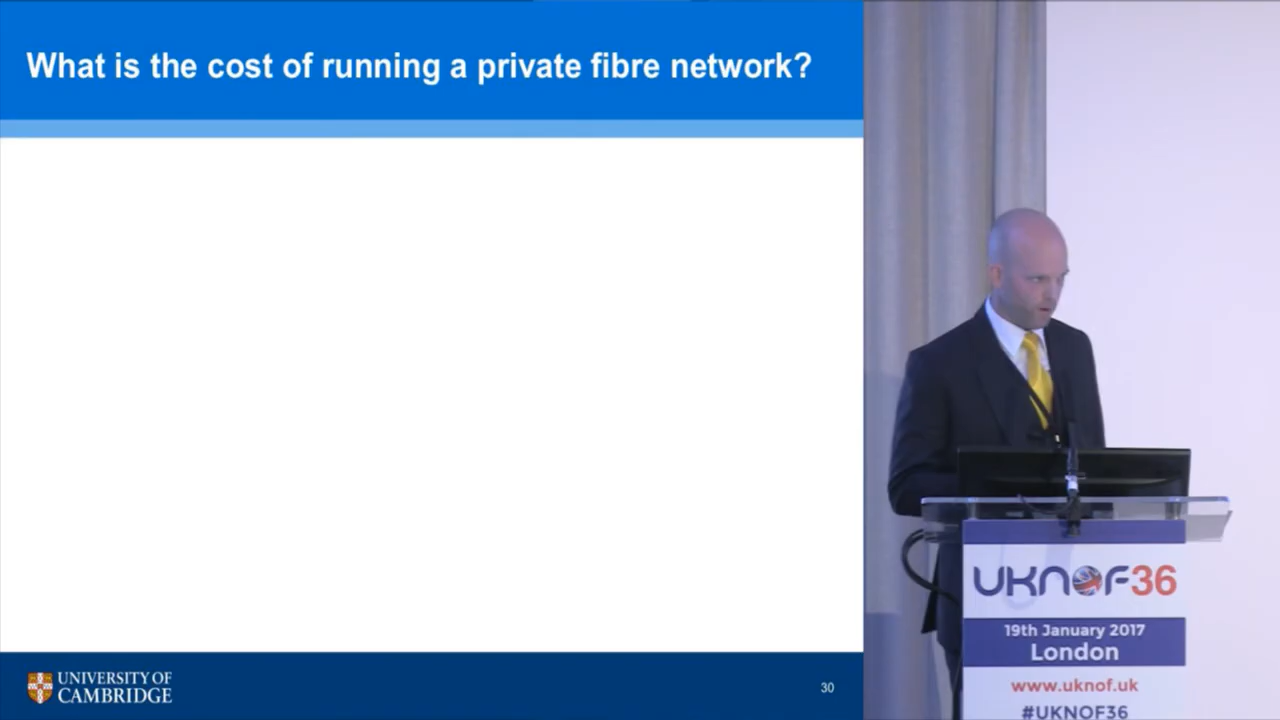 What is the cost of running a private fibre network?
UNIVERSITY OF
CAMBRIDGE
30
UKNOF36
19th January 2017
London
www.uknof.uk
#UKNOF36